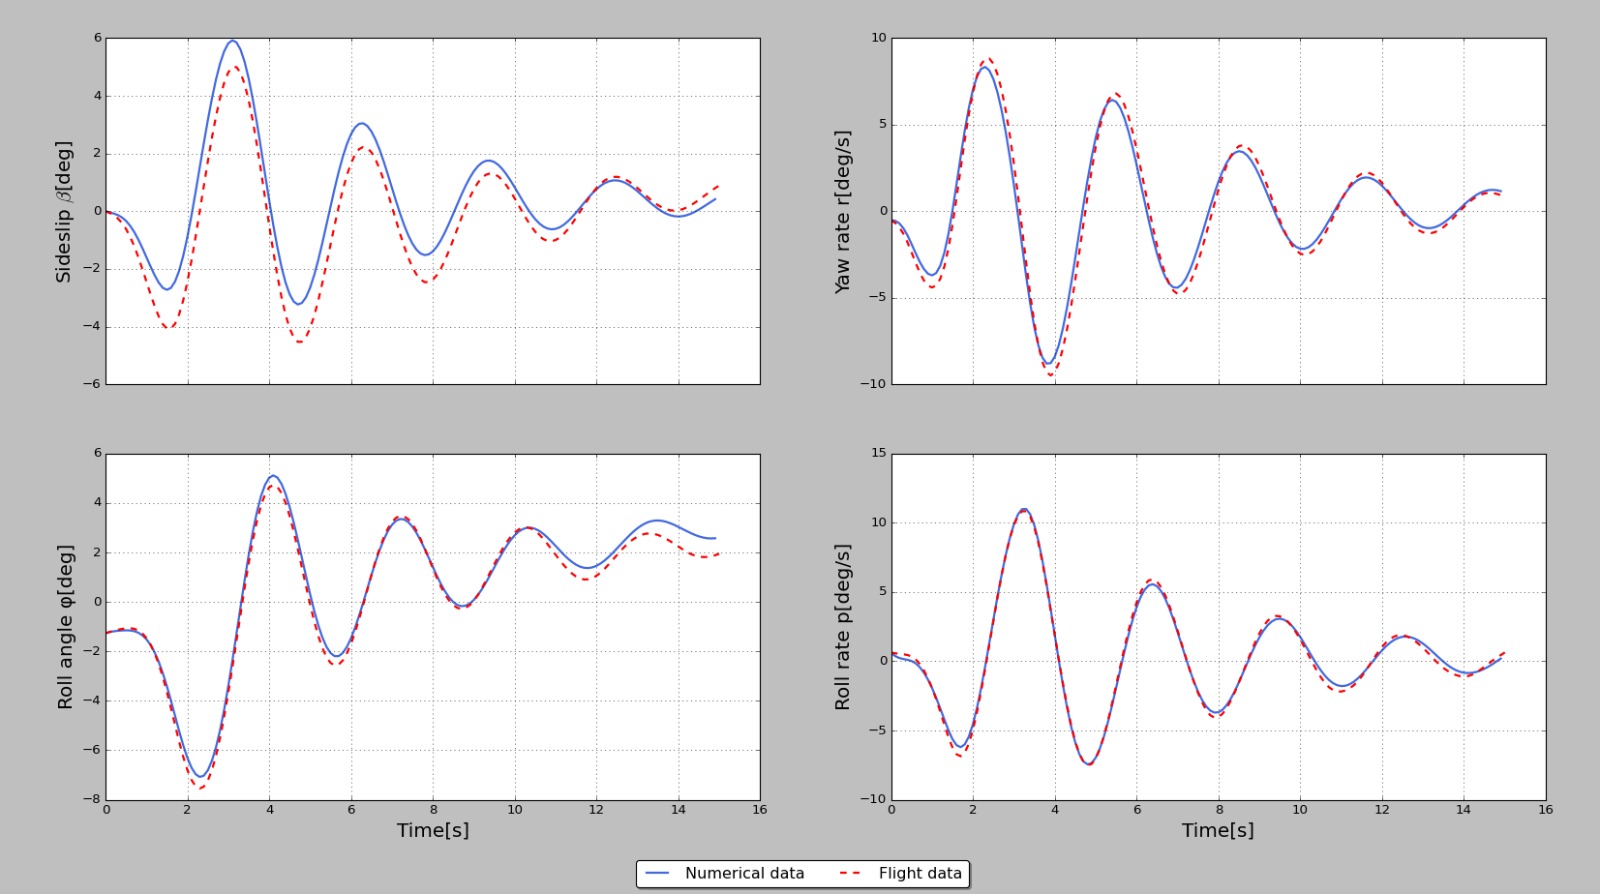 6
4
2
0
−2
−4
−6
Sideslip β[deg]
10
5
0
−5
−10
Yaw rate r[deg/s]
6
4
2
0
−2
−4
−6
−8
Roll angle φ[deg]
0 2 4 6 8 10 12 14 16
Time[s]
15
10
5
0
−5
−10
Roll rate p[deg/s]
0 2 4 6 8 10 12 14 16
Time[s]
Numerical data Flight data